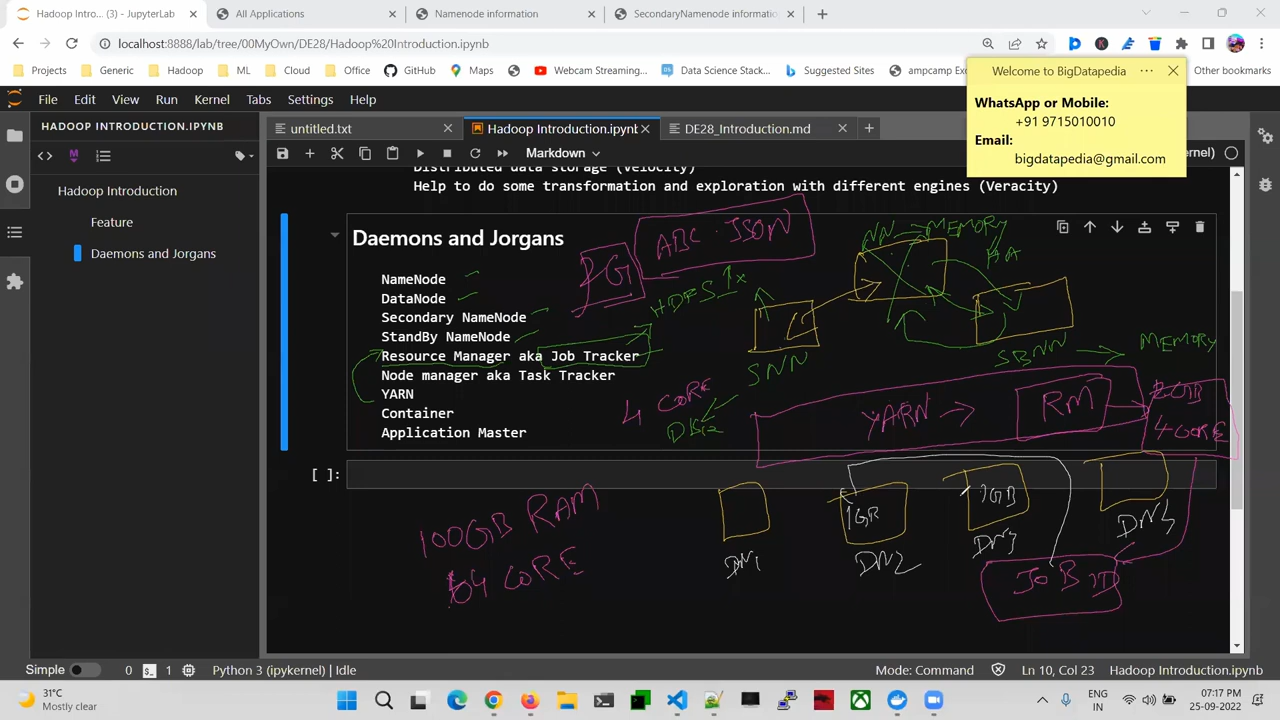 Hadoop Intro... (3) - JupyterLab
All Applications
Namenode information
SecondaryNamenode informatio
localhost:8888/lab/tree/00MyOwn/DE28/Hadoop%20Introduction.ipynb
Projects
Generic
Hadoop
ML
Cloud
Office
GitHub
Maps
Webcam Streaming...
Data Science Stack...
Suggested Sites
ampcamp Exe
Other bookmarks
Welcome to BigDatapedia
WhatsApp or Mobile:
+91 9715010010
Email:
bigdatapedia@gmail.com
File Edit View Run Kernel Tabs Settings Help
HADOOP INTRODUCTION.IPYNB
Hadoop Introduction
Feature
Daemons and Jorgans
untitled.txt
Hadoop Introduction.ipynb
DE28_Introduction.md
Markdown
Distributed data storage (Velocity)
Help to do some transformation and exploration with different engines (Veracity)
Daemons and Jorgans
NameNode
DataNode
Secondary NameNode
StandBy NameNode
Resource Manager aka Job Tracker
Node manager aka Task Tracker
YARN
Container
Application Master
ABC.JSON
HDFS 1x
NN → MEMORY
HA
SNN
SBNN → MEMORY
4 CORE
YARN → RM
4 CORE
[ ]:
100GB RAM
64 CORE
1GB
1GB
DN1
DN2
DN3
JOB ID
Simple
0
1
Python 3 (ipykernel) | Idle
Mode: Command
Ln 10, Col 23
Hadoop Introduction.ipynb
31°C
Mostly clear
ENG
IN
07:17 PM
25-09-2022